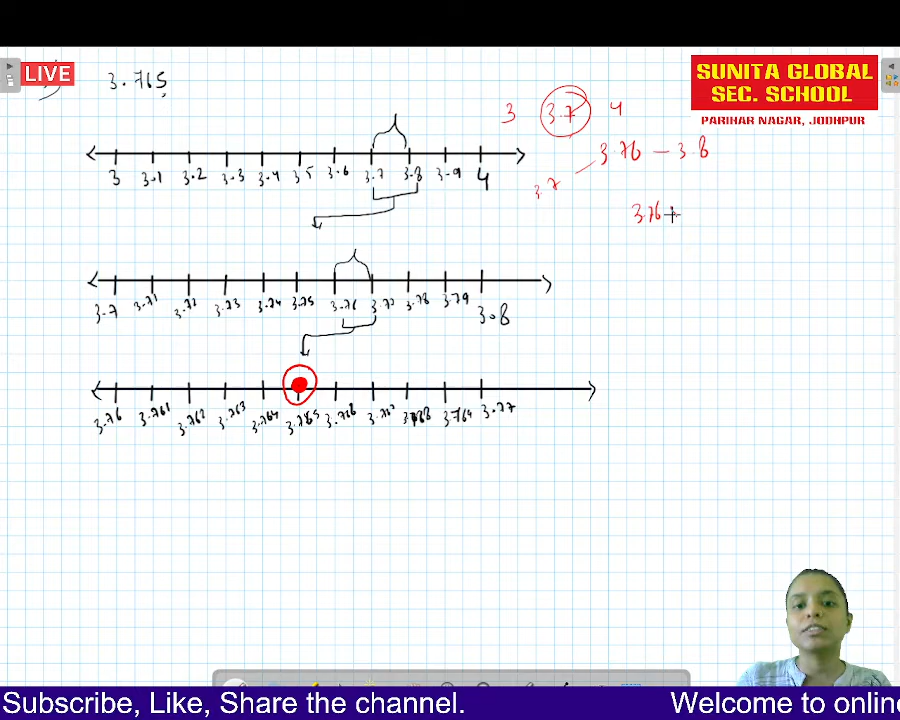 LIVE
3.765
SUNITA GLOBAL
SEC. SCHOOL
PARIHAR NAGAR, JODHPUR
3 3.7 4
3.76 – 3.8
3.7
3.76
3 3.1 3.2 3.3 3.4 3.5 3.6 3.7 3.8 3.9 4
3.7 3.71 3.72 3.73 3.74 3.75 3.76 3.77 3.78 3.79 3.8
3.76 3.761 3.762 3.763 3.764 3.765 3.766 3.767 3.768 3.769 3.77
Subscribe, Like, Share the channel.
Welcome to online